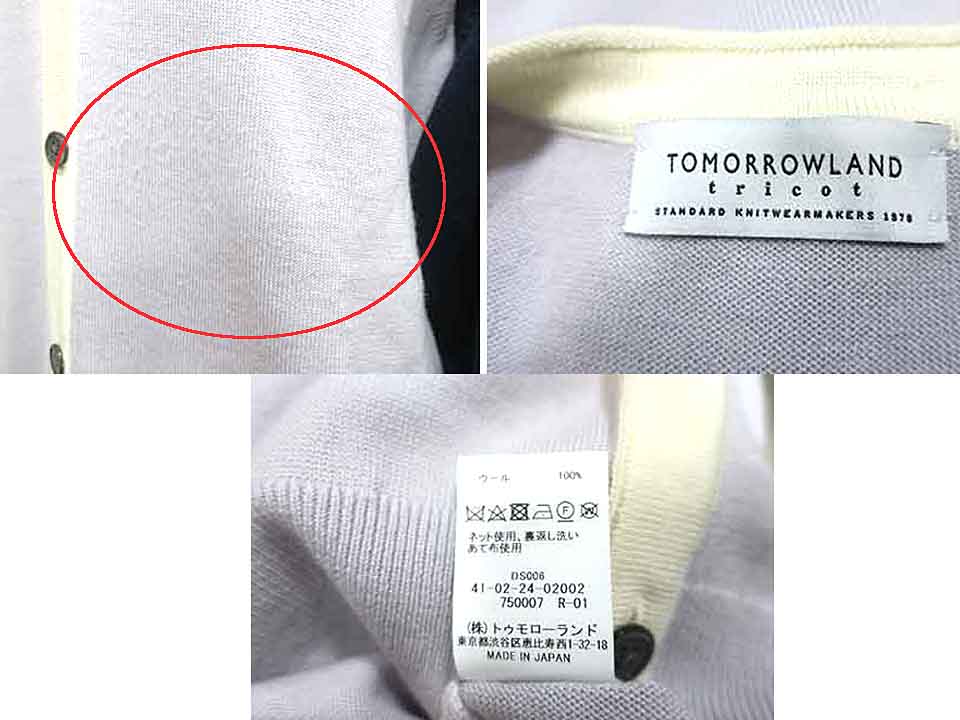 TOMORROWLAND
tricot
STANDARD KNITWEARMAKERS 1978
ウール 100%
F W
ネット使用、裏返し洗い
あて布使用
DS006
41-02-24-02002
750007 R-01
(株)トゥモローランド
東京都渋谷区恵比寿西1-32-18
MADE IN JAPAN